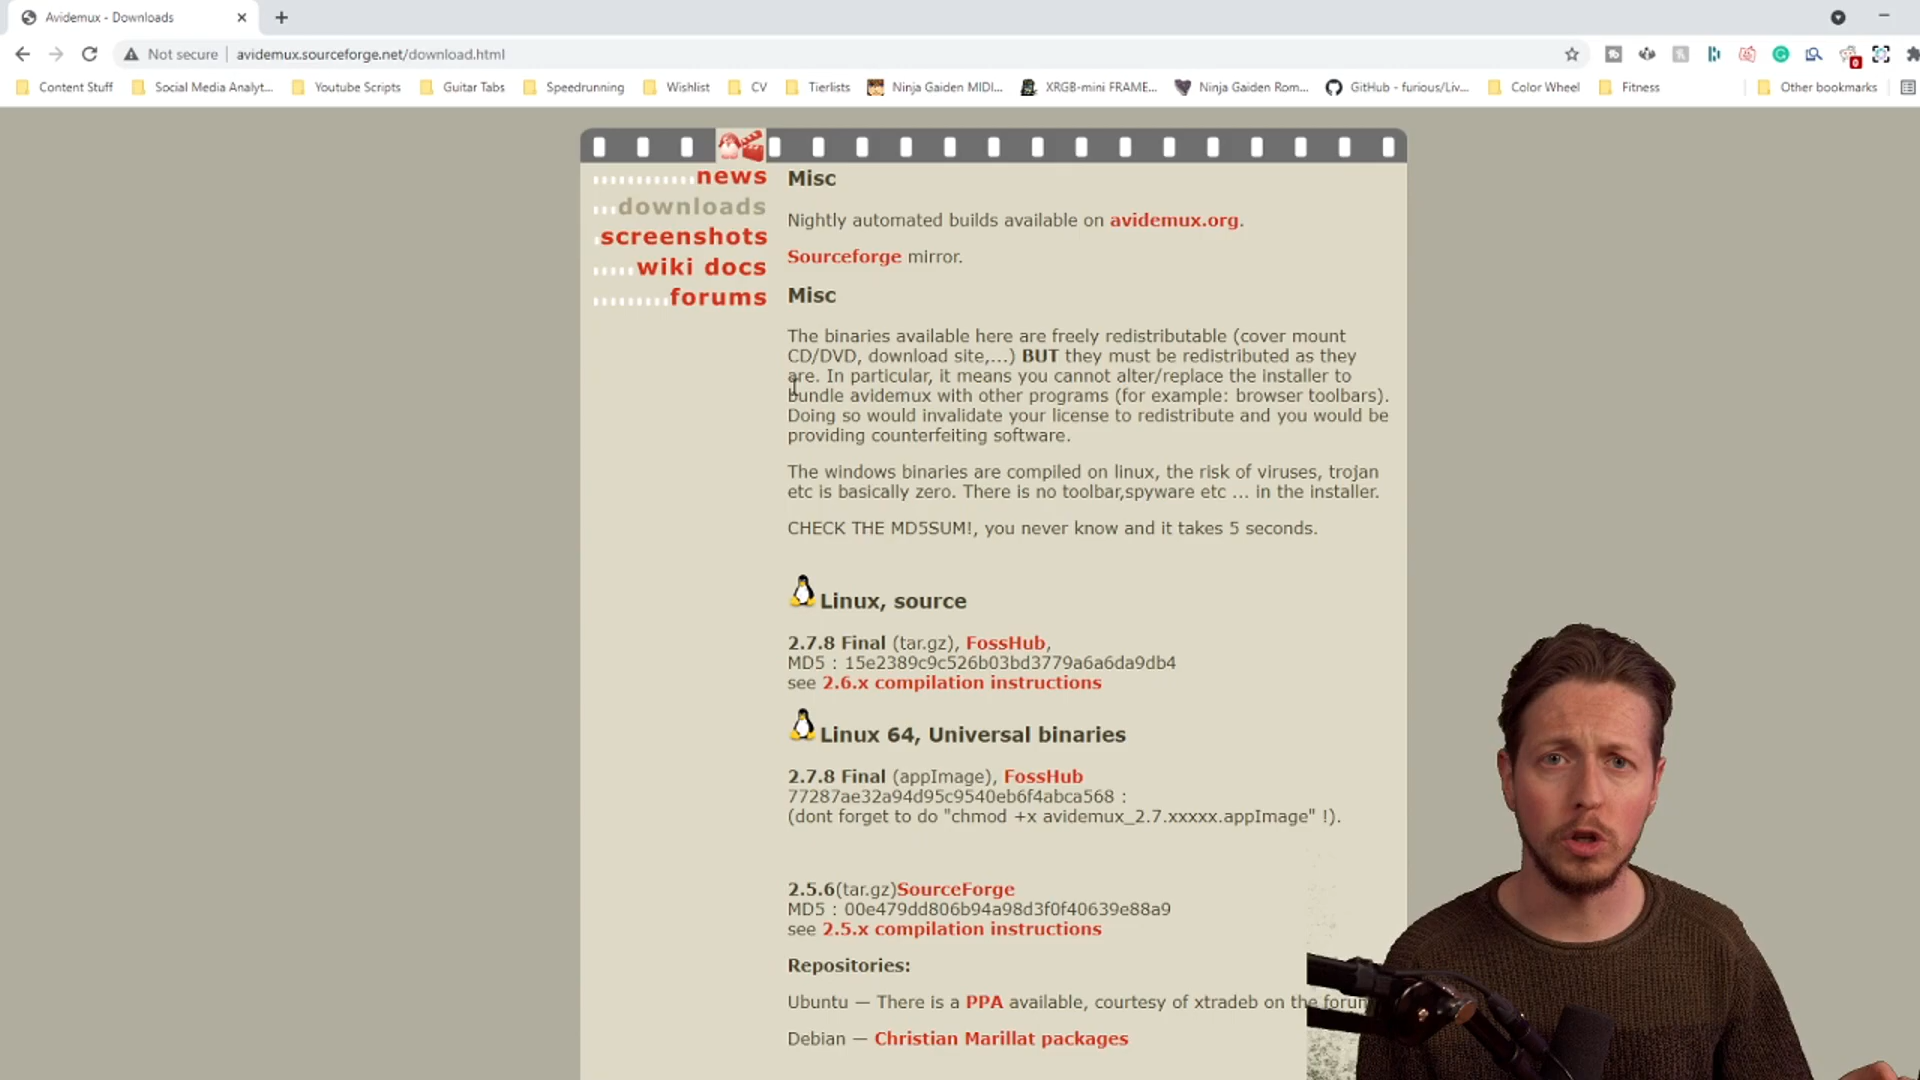 Avidemux - Downloads
Not secure
avidemux.sourceforge.net/download.html
0
Content Stuff
Social Media Analyt...
Youtube Scripts
Guitar Tabs
Speedrunning
Wishlist
CV
Tierlists
Ninja Gaiden MIDI...
XRGB-mini FRAME...
Ninja Gaiden Rom...
GitHub - furious/Liv...
Color Wheel
Fitness
Other bookmarks
news
downloads
screenshots
wiki docs
forums
Misc
Nightly automated builds available on avidemux.org.
Sourceforge mirror.
Misc
The binaries available here are freely redistributable (cover mount
CD/DVD, download site,...) BUT they must be redistributed as they
are. In particular, it means you cannot alter/replace the installer to
bundle avidemux with other programs (for example: browser toolbars).
Doing so would invalidate your license to redistribute and you would be
providing counterfeiting software.
The windows binaries are compiled on linux, the risk of viruses, trojan
etc is basically zero. There is no toolbar,spyware etc ... in the installer.
CHECK THE MD5SUM!, you never know and it takes 5 seconds.
Linux, source
2.7.8 Final (tar.gz), FossHub,
MD5 : 15e2389c9c526b03bd3779a6a6da9db4
see 2.6.x compilation instructions
Linux 64, Universal binaries
2.7.8 Final (appImage), FossHub
77287ae32a94d95c9540eb6f4abca568 :
(dont forget to do "chmod +x avidemux_2.7.xxxxx.appImage" !).
2.5.6(tar.gz)SourceForge
MD5 : 00e479dd806b94a98d3f0f40639e88a9
see 2.5.x compilation instructions
Repositories:
Ubuntu — There is a PPA available, courtesy of xtradeb on the forum
Debian — Christian Marillat packages